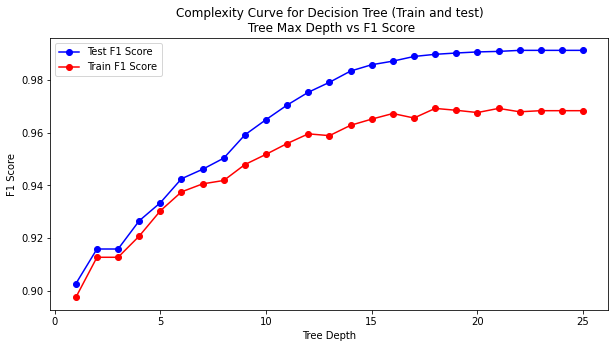 Complexity Curve for Decision Tree (Train and test)
Tree Max Depth vs F1 Score
Test F1 Score
Train F1 Score
F1 Score
0.98
0.96
0.94
0.92
0.90
0
5
10
15
20
25
Tree Depth